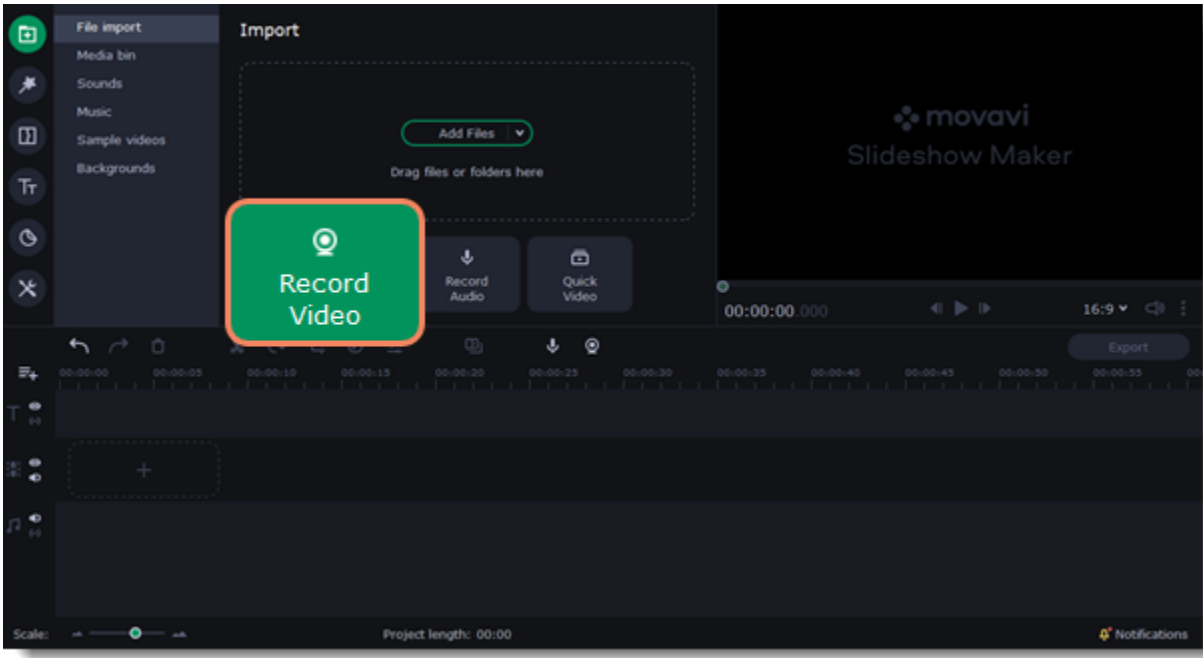 File import
Media bin
Sounds
Music
Sample videos
Backgrounds
Import
Add Files
Drag files or folders here
Record
Video
Record
Audio
Quick
Video
movavi
Slideshow Maker
00:00:00.000
16:9
Export
00:00:00 00:00:05 00:00:10 00:00:15 00:00:20 00:00:25 00:00:30 00:00:35 00:00:40 00:00:45 00:00:50 00:00:55 00:
Scale:
Project length: 00:00
Notifications